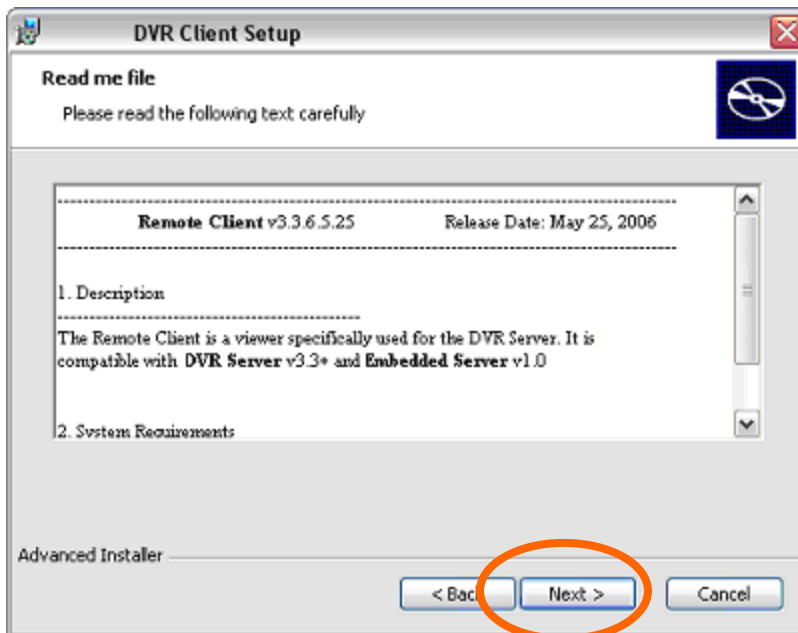 DVR Client Setup
Read me file
Please read the following text carefully
Remote Client v3.3.6.5.25 Release Date: May 25, 2006
1. Description
The Remote Client is a viewer specifically used for the DVR Server. It is
compatible with DVR Server v3.3+ and Embedded Server v1.0
2. System Requirements
Advanced Installer
< Back Next > Cancel